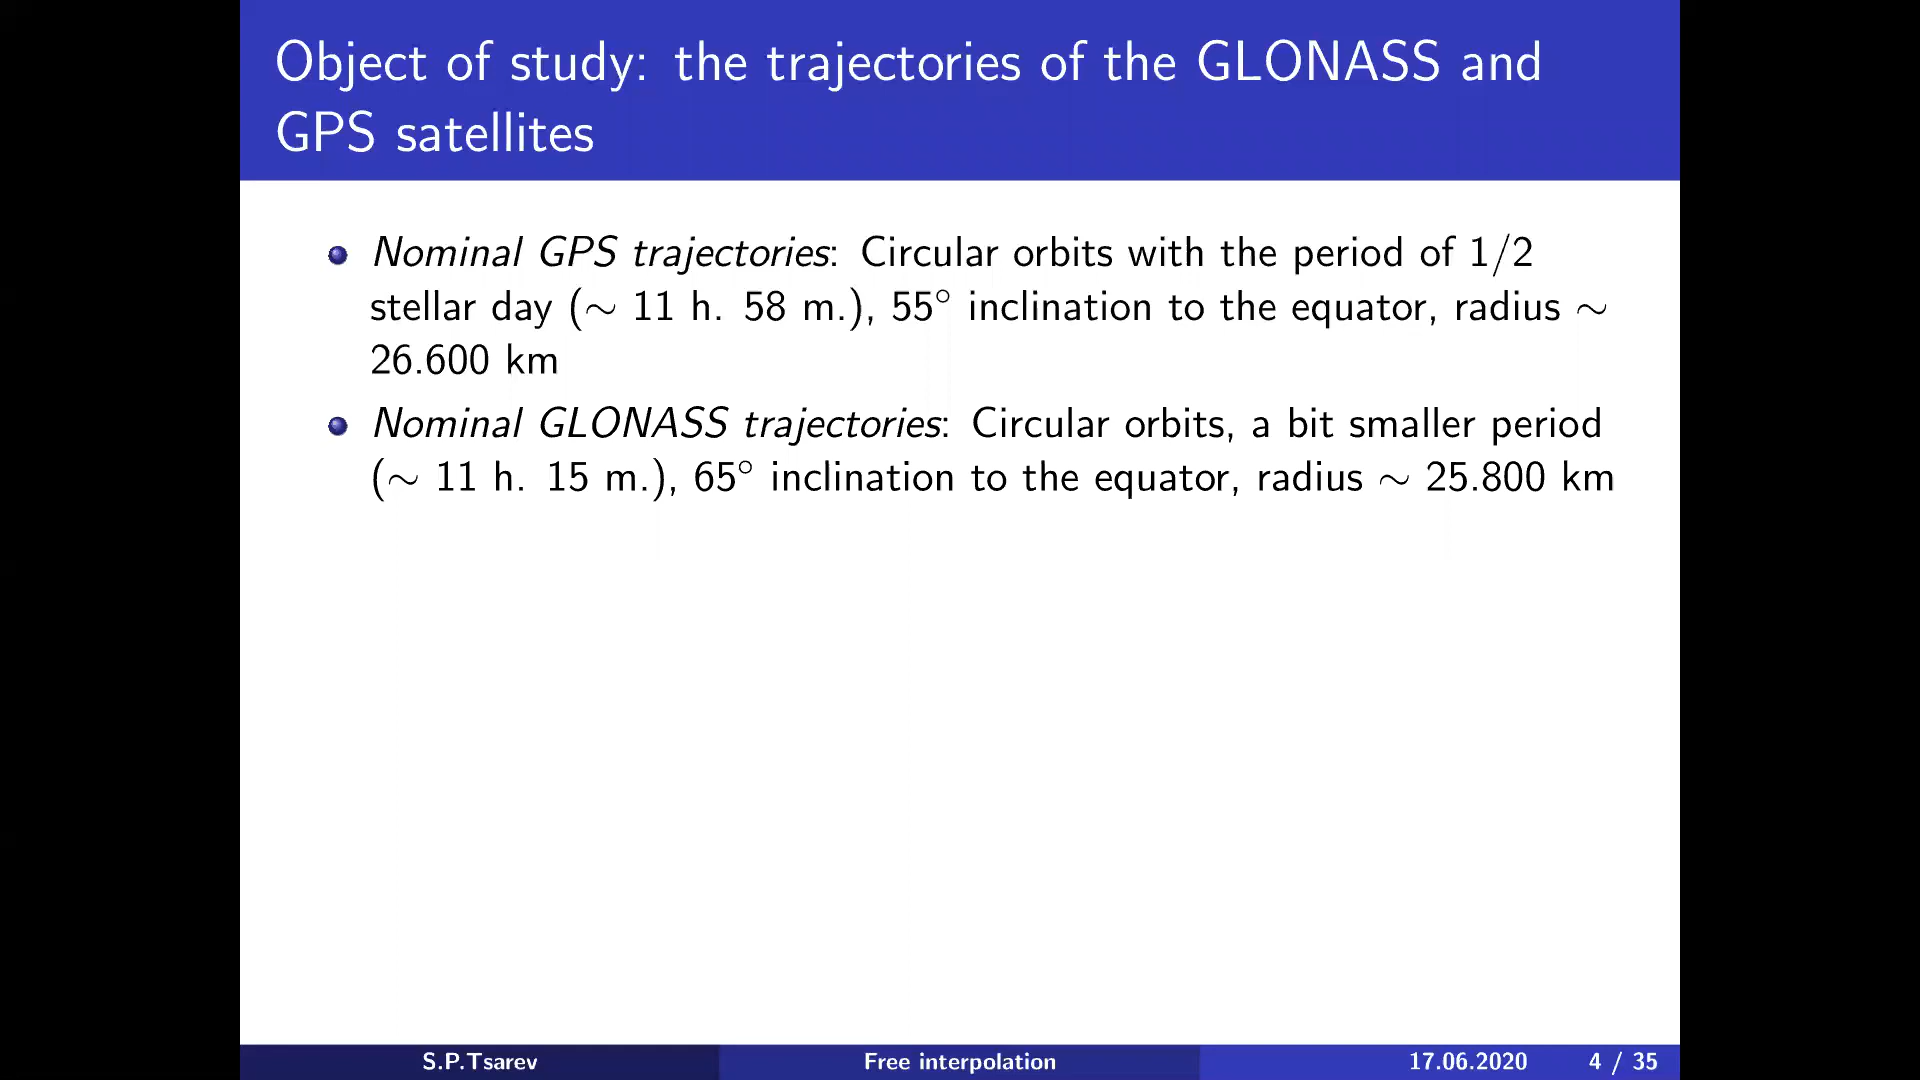 Object of study: the trajectories of the GLONASS and
GPS satellites
Nominal GPS trajectories: Circular orbits with the period of 1/2
stellar day (∼ 11 h. 58 m.), 55° inclination to the equator, radius ∼
26.600 km
Nominal GLONASS trajectories: Circular orbits, a bit smaller period
(∼ 11 h. 15 m.), 65° inclination to the equator, radius ∼ 25.800 km
S.P.Tsarev Free interpolation 17.06.2020 4 / 35